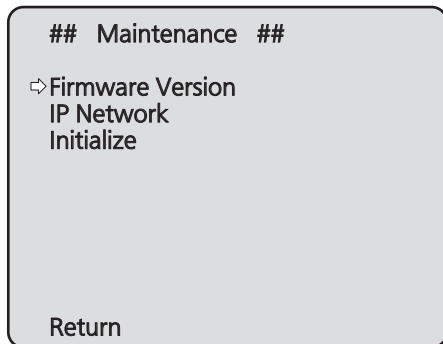 ## Maintenance ##
⇨Firmware Version
IP Network
Initialize
Return